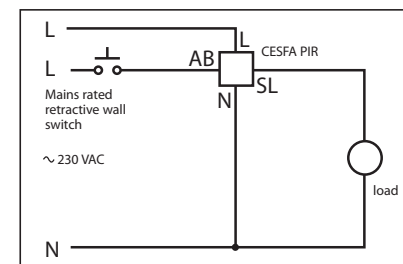 L
L
CESFA PIR
L
AB
SL
N
Mains rated
retractive wall
switch
~ 230 VAC
load
N